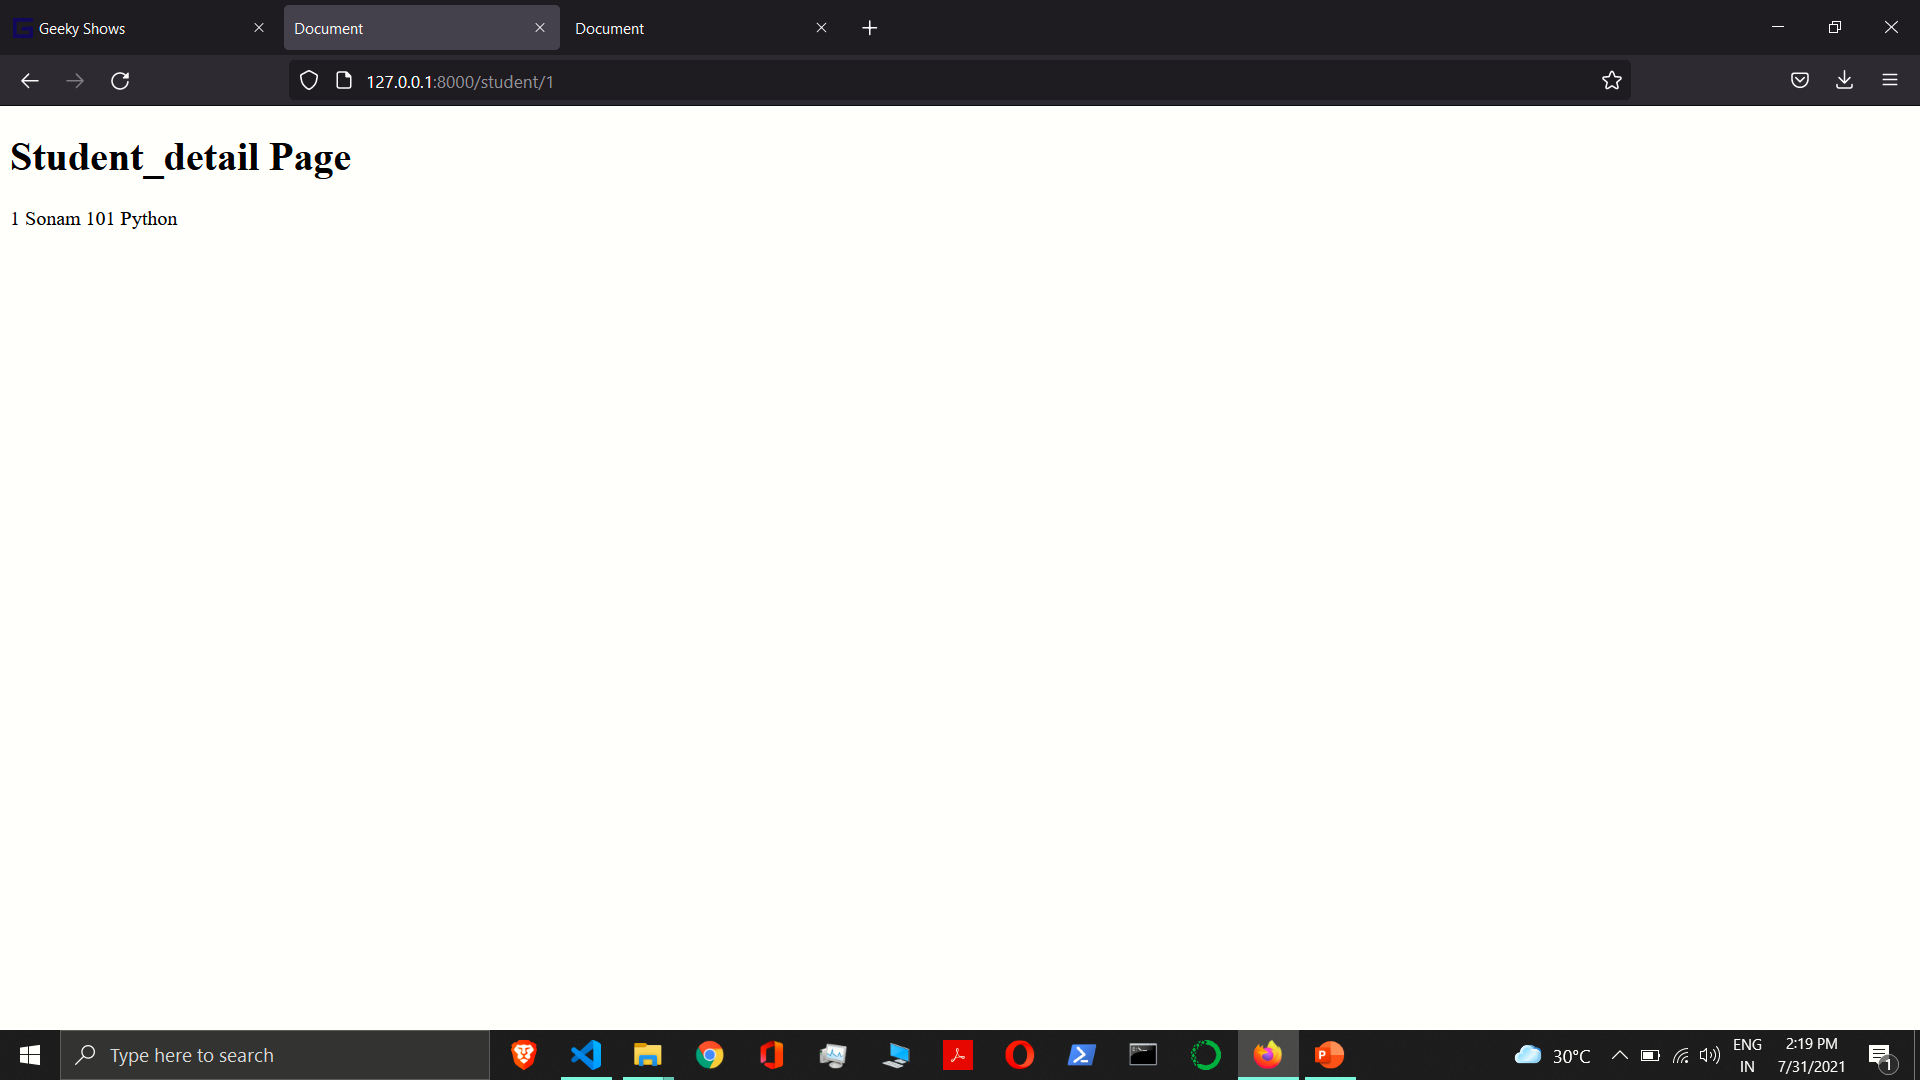 Geeky Shows
Document
Document
127.0.0.1:8000/student/1
Student_detail Page
1 Sonam 101 Python
Type here to search
30°C
ENG
IN
2:19 PM
7/31/2021
1